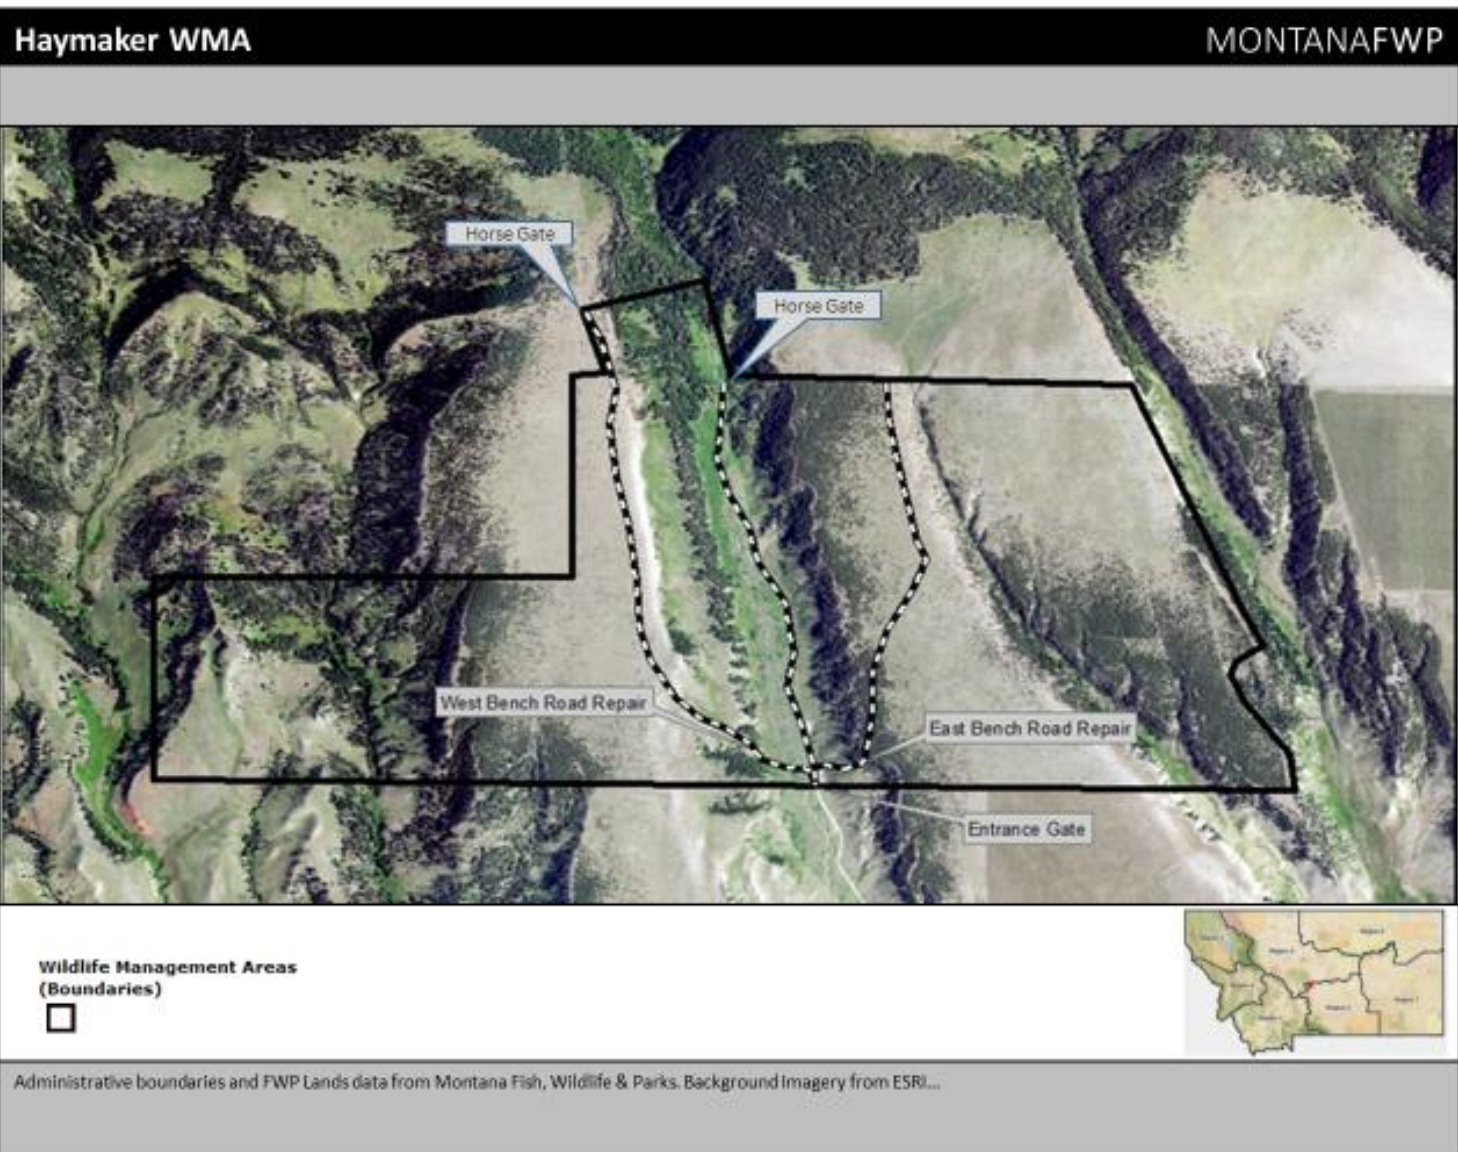 Haymaker WMA
MONTANAFWP
Horse Gate
Horse Gate
West Bench Road Repair
East Bench Road Repair
Entrance Gate
Wildlife Management Areas
(Boundaries)
Administrative boundaries and FWP Lands data from Montana Fish, Wildlife & Parks. Background Imagery from ESRI...